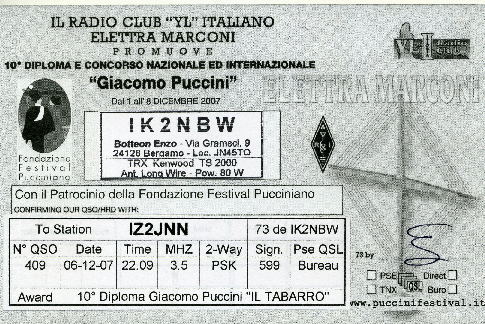 IL RADIO CLUB "YL" ITALIANO
ELETTRA MARCONI
PROMUOVE
10° DIPLOMA E CONCORSO NAZIONALE ED INTERNAZIONALE
"Giacomo Puccini"
Dal 1 all'8 DICEMBRE 2007
ELETTRA MARCONI
Fondazione
Festival
Pucciniano
IK2NBW
Botteon Enzo - Via Gramsci, 9
24126 Bergamo - Loc. JN45TO
TRX Kenwood TS 2000
Ant. Long Wire - Pow. 80 W
Con il Patrocinio della Fondazione Festival Pucciniano
CONFIRMING OUR QSO/HRD WITH:
To Station IZ2JNN 73 de IK2NBW
N° QSO Date Time MHZ 2-Way Sign. Pse QSL
409 06-12-07 22.09 3.5 PSK 599 Bureau
Award 10° Diploma Giacomo Puccini "IL TABARRO"
73 by
PSE QSL Direct
TNX Buro
www.puccinifestival.it